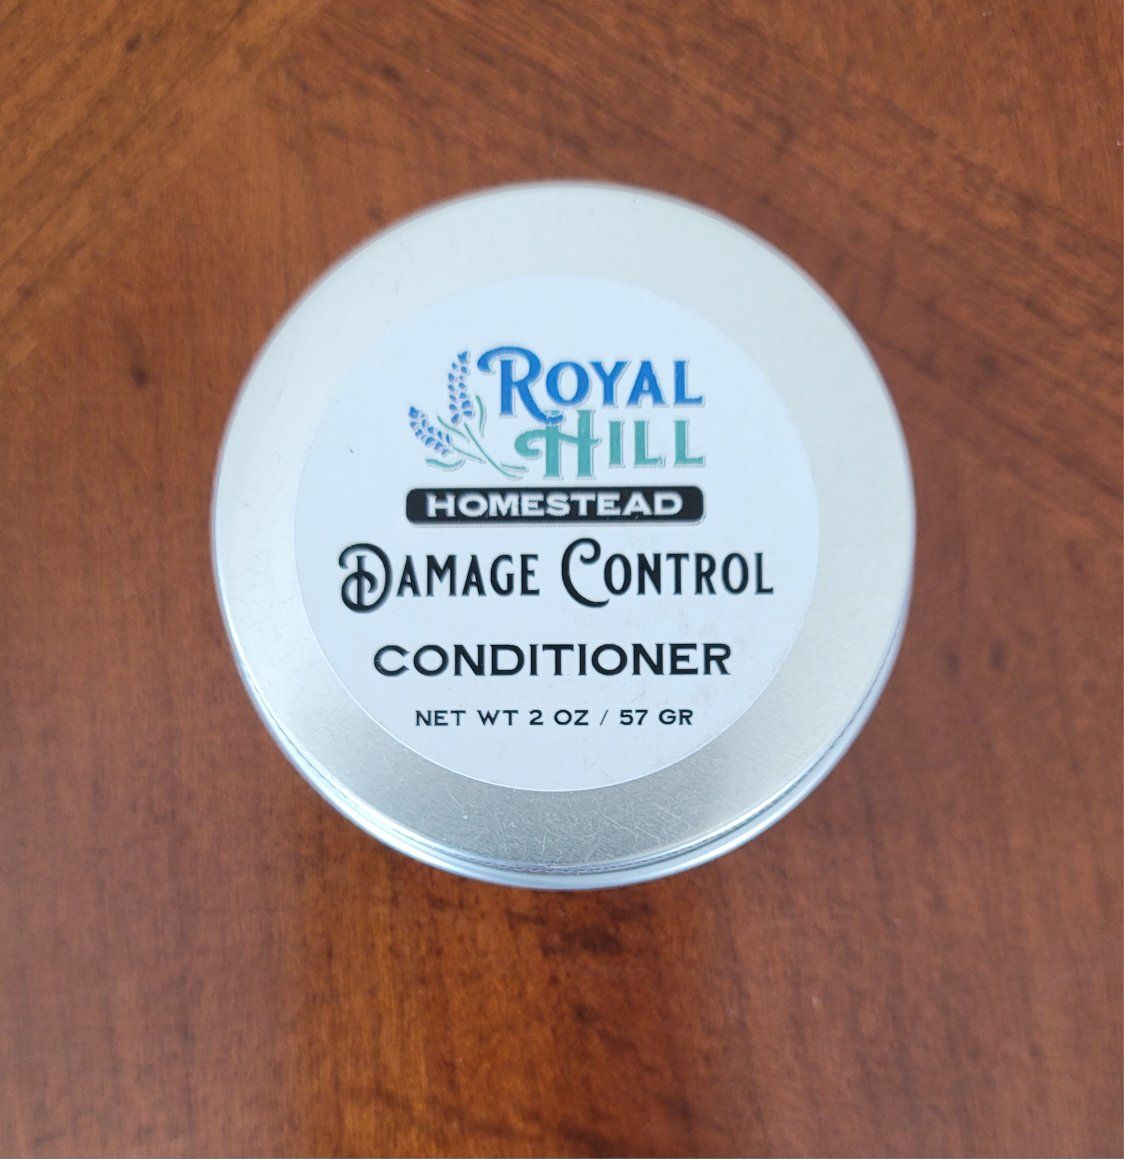 ROYAL
HILL
HOMESTEAD
DAMAGE CONTROL
CONDITIONER
NET WT 2 OZ / 57 GR